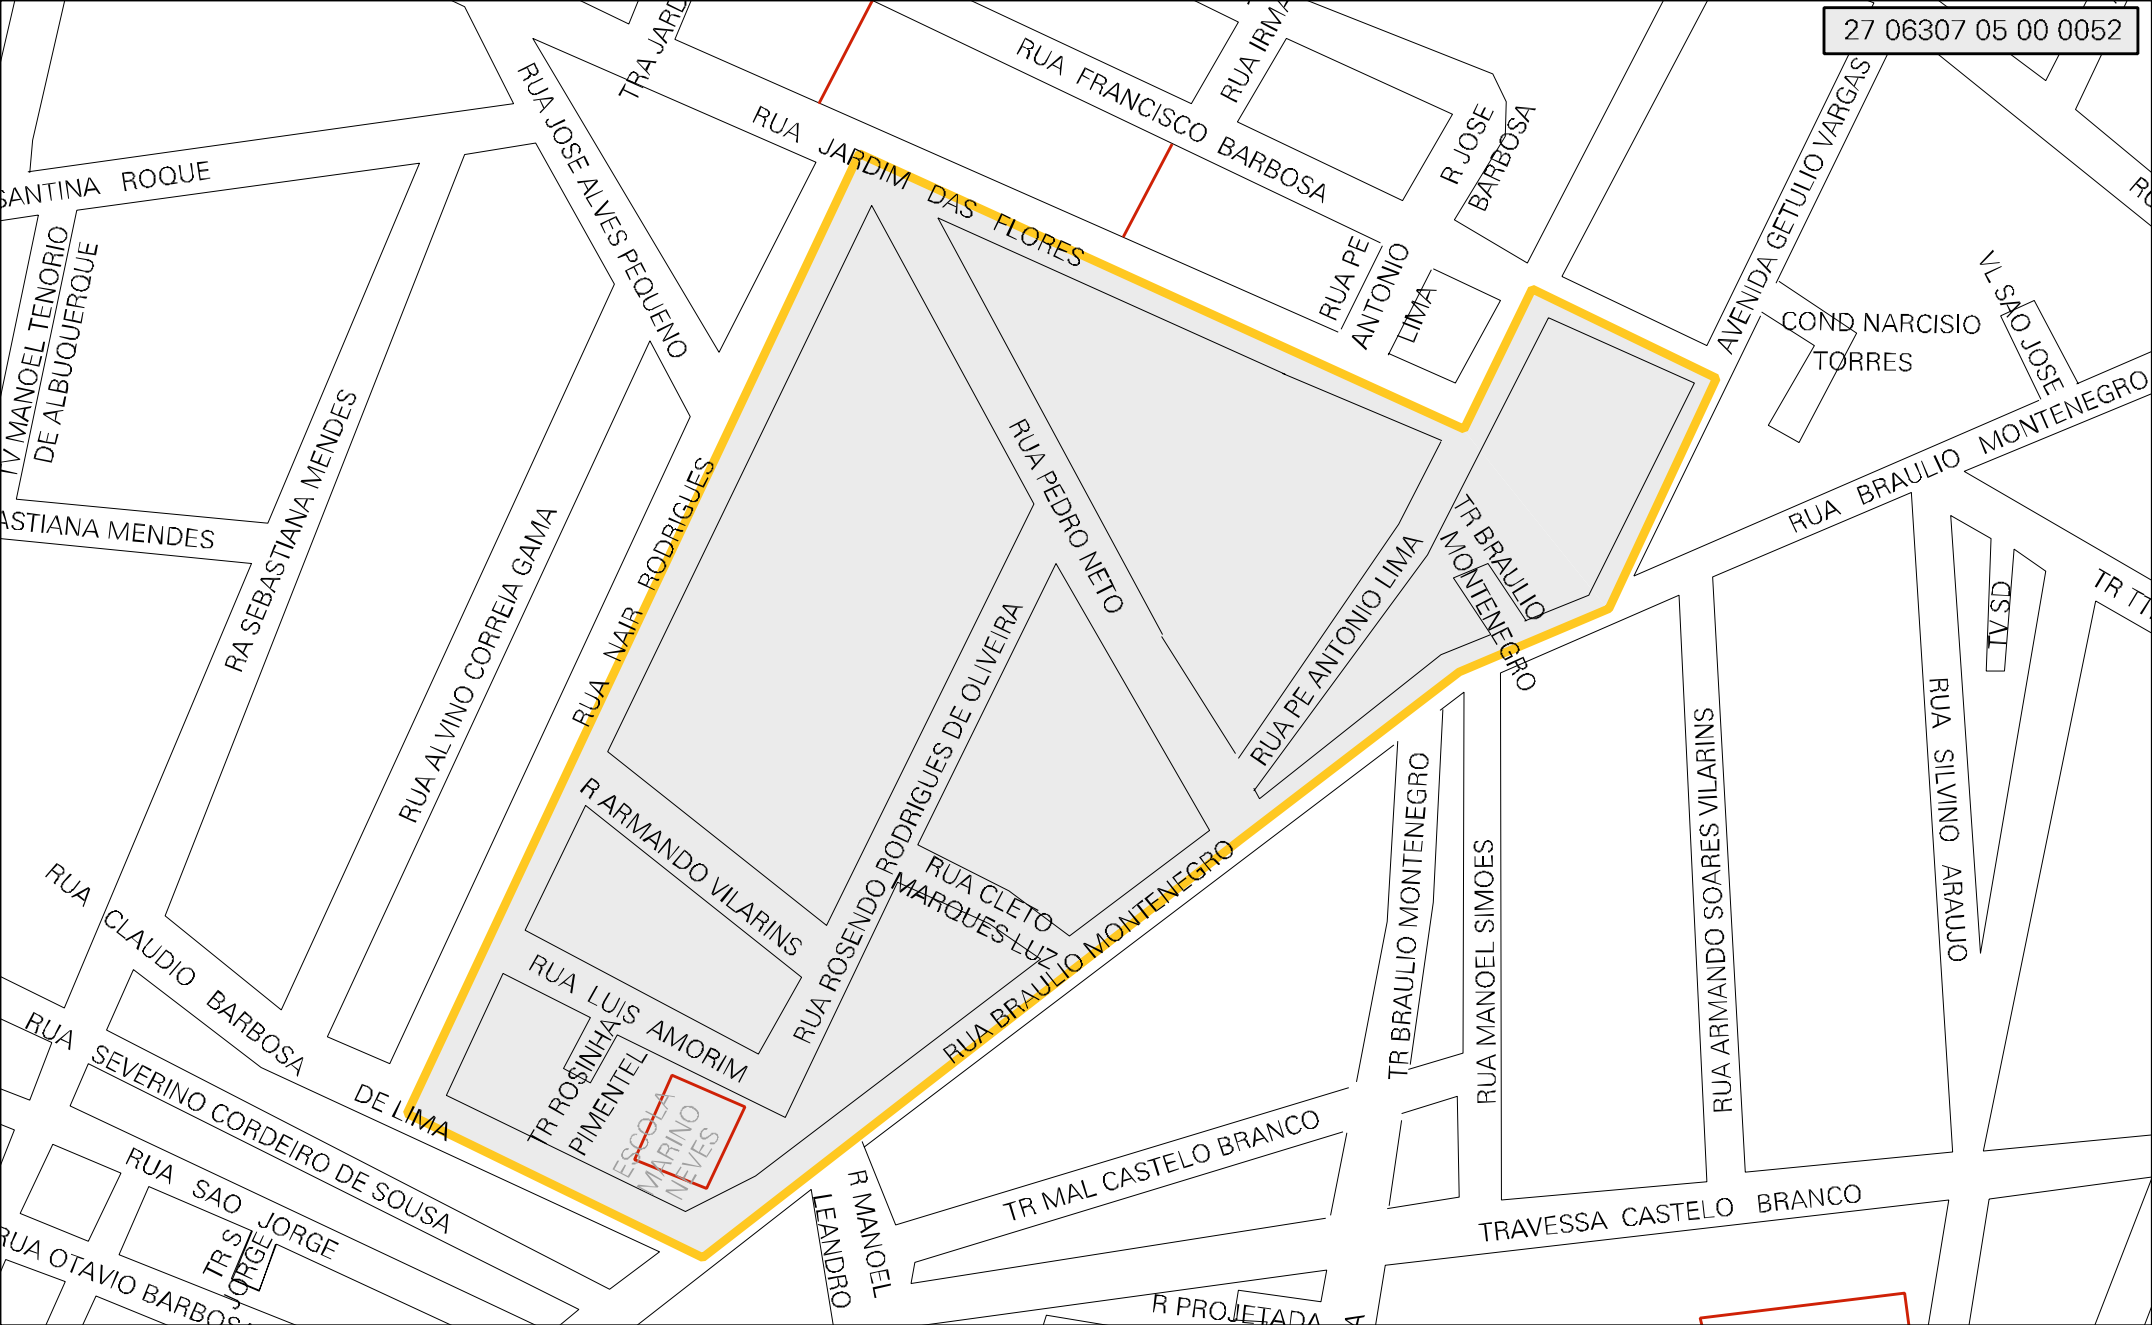 27 06307 05 00 0052
TRA JARD
RUA FRANCISCO BARBOSA
RUA IRMA
R JOSE
BARBOSA
AVENIDA GETULIO VARGAS
RUA JOSE ALVES PEQUENO
RUA JARDIM DAS FLORES
SANTINA ROQUE
TV MANOEL TENORIO
DE ALBUQUERQUE
RUA PE
ANTONIO
LIMA
COND NARCISIO
TORRES
VL SAO JOSE
RUA BRAULIO MONTENEGRO
ASTIANA MENDES
RA SEBASTIANA MENDES
RUA ALVINO CORREIA GAMA
RUA NAIR RODRIGUES
RUA PEDRO NETO
RUA PE ANTONIO LIMA
TR BRAULIO
MONTENEGRO
TV SD
TR TT
RUA ROSENDO RODRIGUES DE OLIVEIRA
R ARMANDO VILARINS
RUA CLETO
MARQUES LUZ
RUA BRAULIO MONTENEGRO
TR BRAULIO MONTENEGRO
RUA MANOEL SIMOES
RUA ARMANDO SOARES VILARINS
RUA SILVINO ARAUJO
RUA CLAUDIO BARBOSA DE LIMA
RUA LUIS AMORIM
TR ROSINHA
PIMENTEL
ESCOLA
MARINO
NEVES
RUA SEVERINO CORDEIRO DE SOUSA
RUA SAO JORGE
TR S
JORGE
RUA OTAVIO BARBOS
R MANOEL
LEANDRO
TR MAL CASTELO BRANCO
TRAVESSA CASTELO BRANCO
R PROJETADA